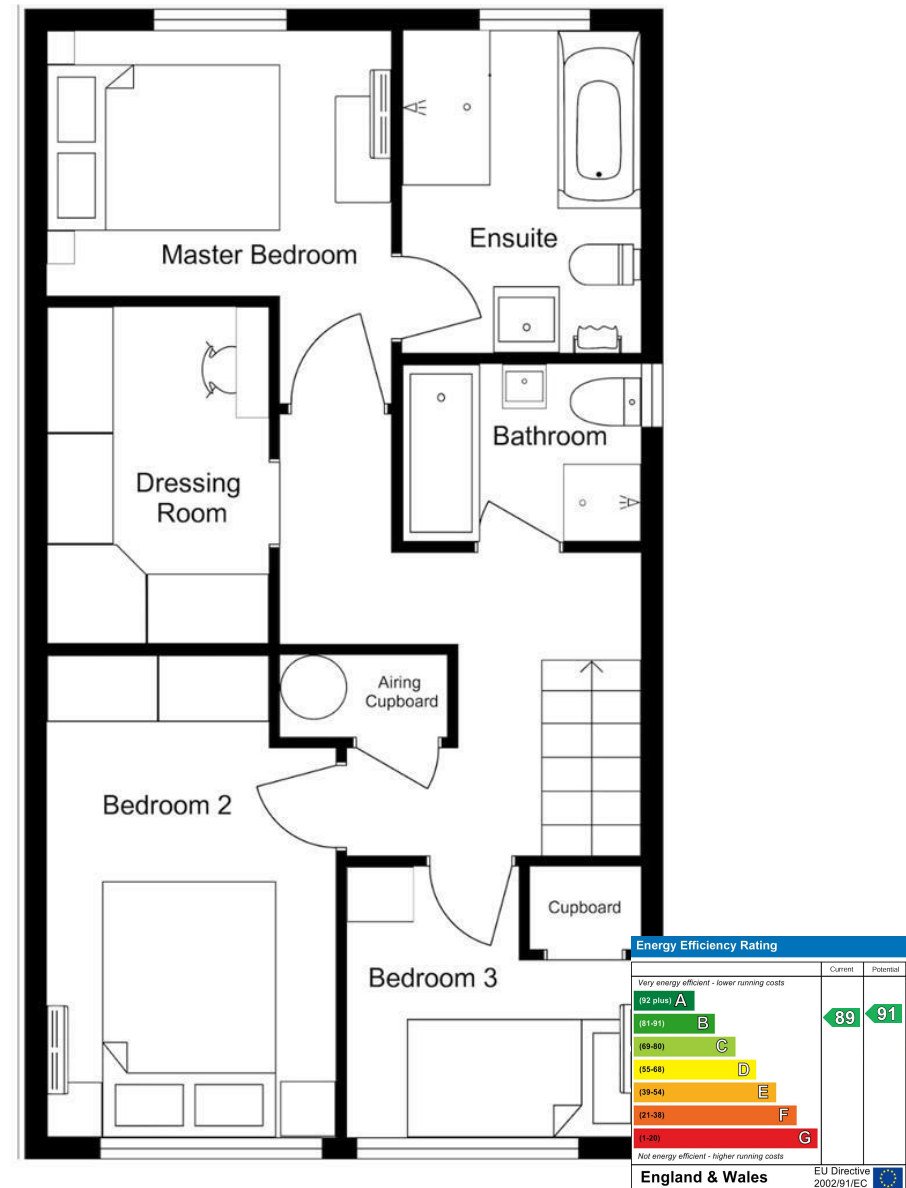 Master Bedroom
Ensuite
Bathroom
Dressing
Room
Airing
Cupboard
Bedroom 2
Cupboard
Bedroom 3
Energy Efficiency Rating
Current Potential
Very energy efficient - lower running costs
(92 plus) A
(81-91) B
89 91
(69-80) C
(55-68) D
(39-54) E
(21-38) F
(1-20) G
Not energy efficient - higher running costs
England & Wales
EU Directive
2002/91/EC